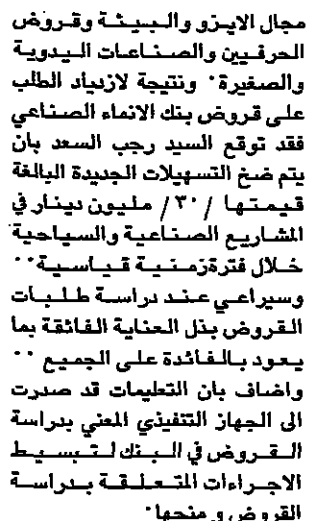 مجال الايزو والبيئة وقروض
الحرفيين والصناعات اليدوية
والصغيرة· ونتيجة لازدياد الطلب
على قروض بنك الانماء الصناعي
فقد توقع السيد رجب السعد بان
يتم ضخ التسهيلات الجديدة البالغة
قيمتها /٣٠/ مليون دينار في
المشاريع الصناعية والسياحية
خلال فترة زمنية قياسية··
وسيراعي عند دراسة طلبات
القروض بذل العناية الفائقة بما
يعود بالفائدة على الجميع ··
واضاف بان التعليمات قد صدرت
الى الجهاز التنفيذي المعني بدراسة
القروض في البنك لتبسيط
الاجراءات المتعلقة بدراسة
القروض ومنحها·